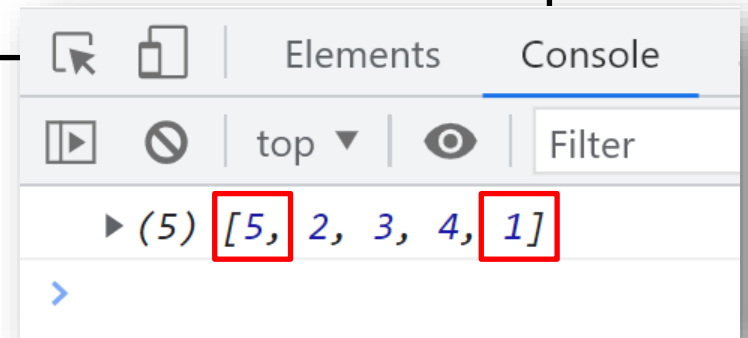 Elements Console
top ▼ Filter
▶ (5) [5, 2, 3, 4, 1]
>